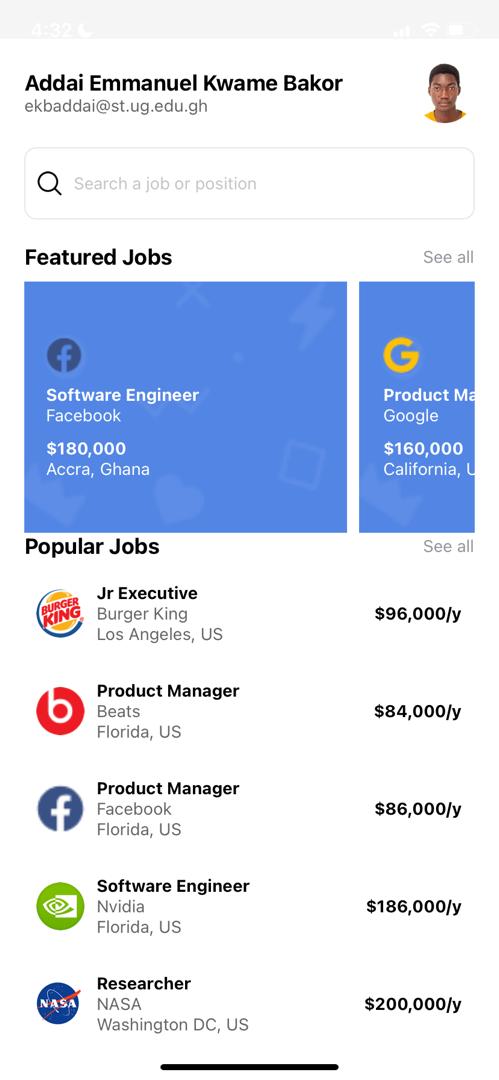 4:32
Addai Emmanuel Kwame Bakor
ekbaddai@st.ug.edu.gh
Search a job or position
Featured Jobs
See all
Software Engineer
Facebook
$180,000
Accra, Ghana
Product Ma
Google
$160,000
California, U
Popular Jobs
See all
BURGER
KING
Jr Executive
Burger King
Los Angeles, US
$96,000/y
Product Manager
Beats
Florida, US
$84,000/y
Product Manager
Facebook
Florida, US
$86,000/y
Software Engineer
Nvidia
Florida, US
$186,000/y
NASA
Researcher
NASA
Washington DC, US
$200,000/y